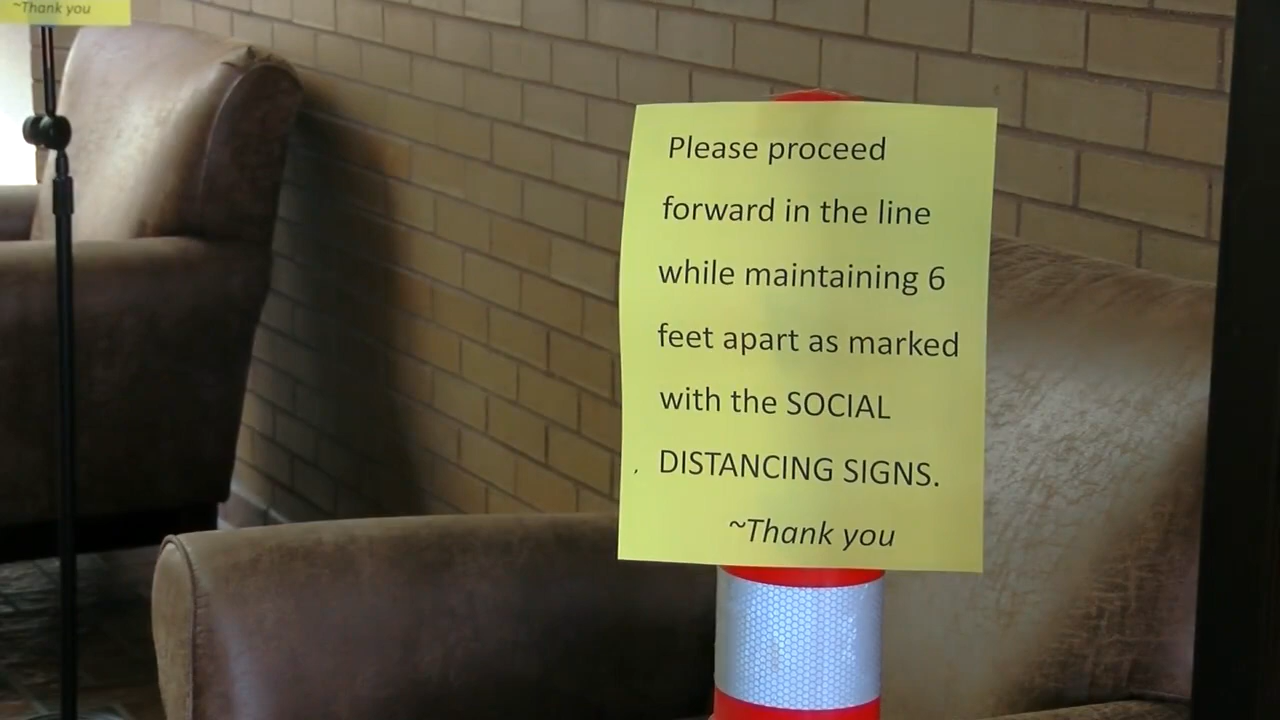 ~Thank you
Please proceed
forward in the line
while maintaining 6
feet apart as marked
with the SOCIAL
DISTANCING SIGNS.
~Thank you